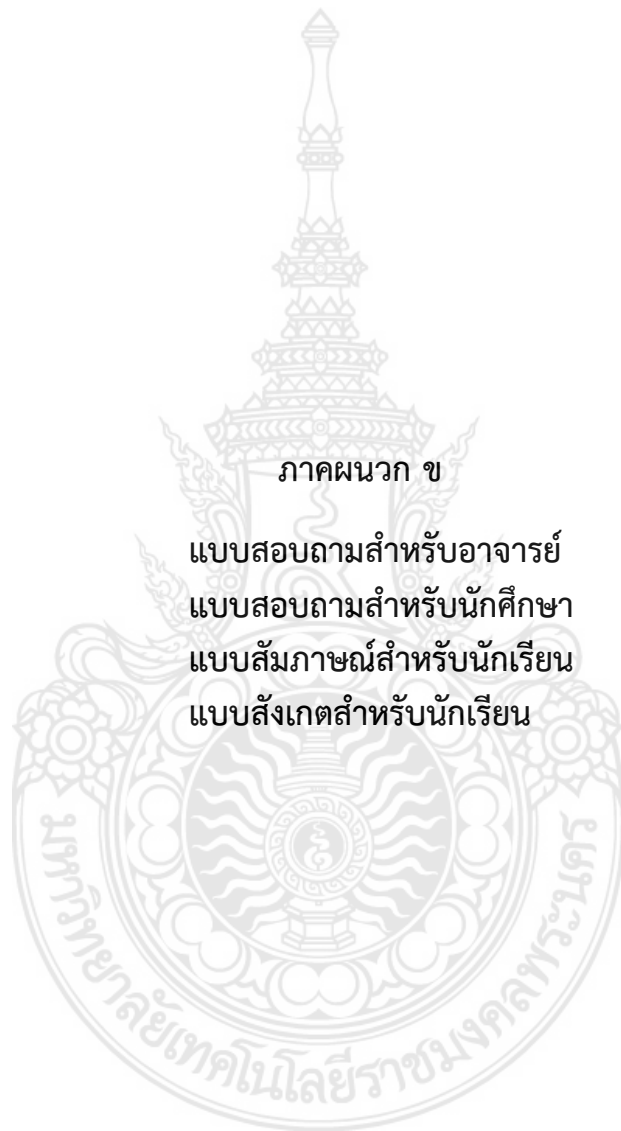 ภาคผนวก ข
แบบสอบถามสำหรับอาจารย์
แบบสอบถามสำหรับนักศึกษา
แบบสัมภาษณ์สำหรับนักเรียน
แบบสังเกตสำหรับนักเรียน
มหาวิทยาลัยเทคโนโลยีราชมงคลพระนคร